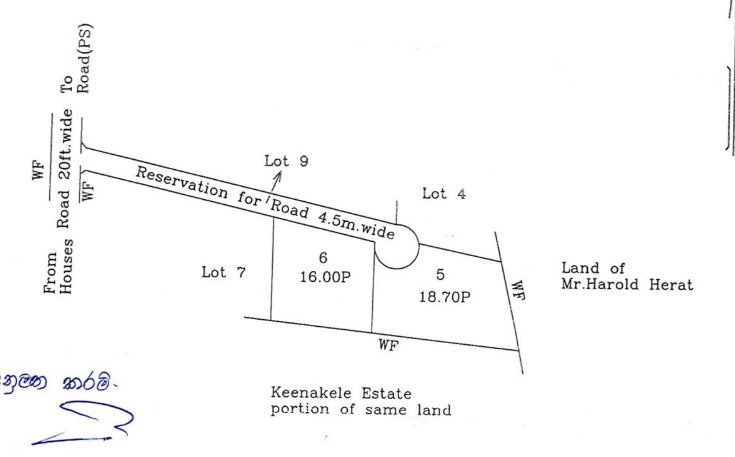 From Houses Road 20ft.wide To Road(PS)
WF
WF
Lot 9
Reservation for Road 4.5m.wide
Lot 4
Lot 7
6
16.00P
5
18.70P
WF
Land of
Mr.Harold Herat
WF
කරමි.
Keenakele Estate
portion of same land